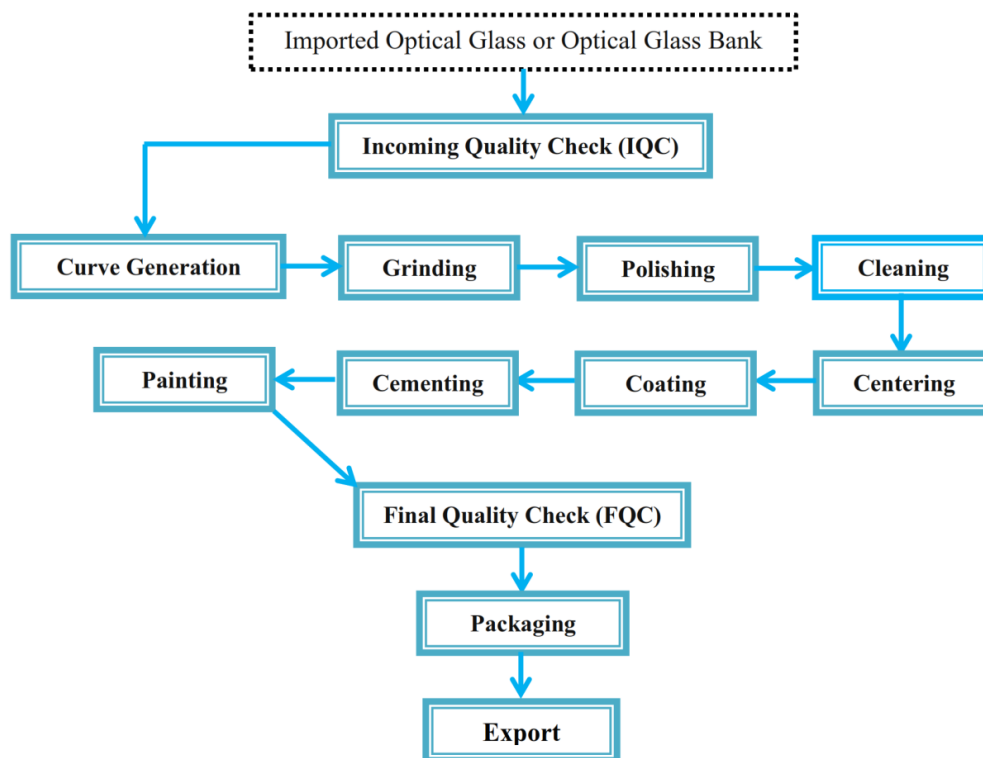 Imported Optical Glass or Optical Glass Bank
Incoming Quality Check (IQC)
Curve Generation
Grinding
Polishing
Cleaning
Centering
Coating
Cementing
Painting
Final Quality Check (FQC)
Packaging
Export